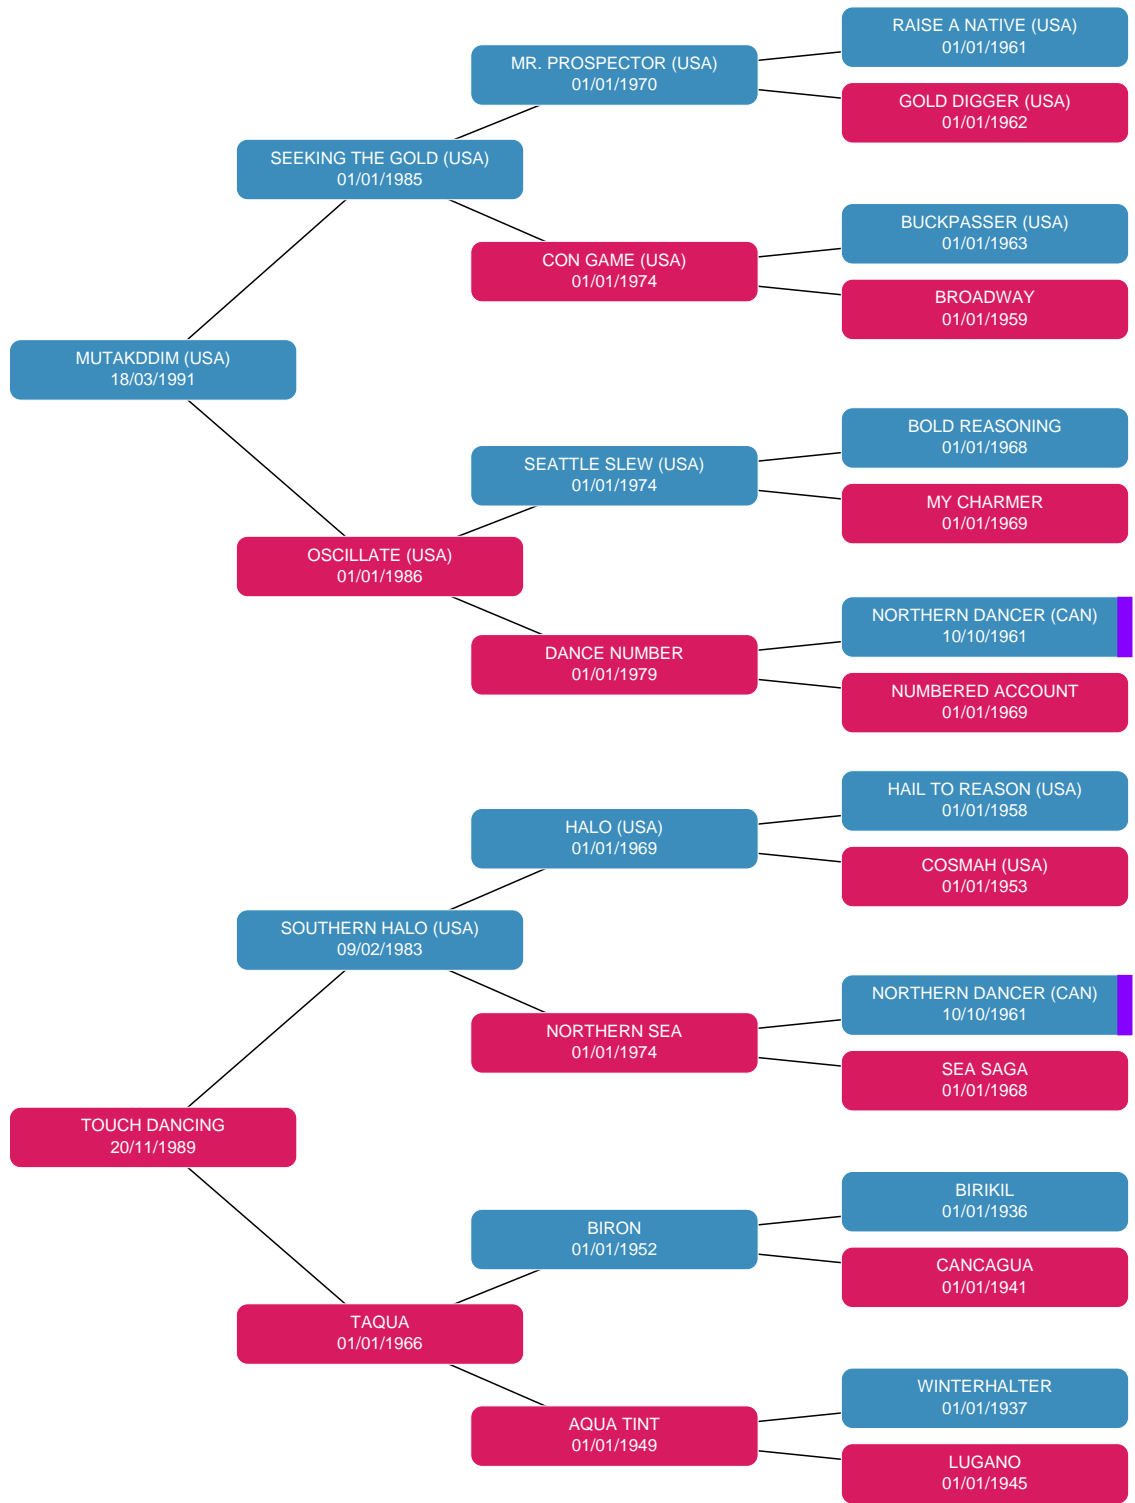 RAISE A NATIVE (USA)
01/01/1961
MR. PROSPECTOR (USA)
01/01/1970
GOLD DIGGER (USA)
01/01/1962
SEEKING THE GOLD (USA)
01/01/1985
BUCKPASSER (USA)
01/01/1963
CON GAME (USA)
01/01/1974
BROADWAY
01/01/1959
MUTAKDDIM (USA)
18/03/1991
BOLD REASONING
01/01/1968
SEATTLE SLEW (USA)
01/01/1974
MY CHARMER
01/01/1969
OSCILLATE (USA)
01/01/1986
NORTHERN DANCER (CAN)
10/10/1961
DANCE NUMBER
01/01/1979
NUMBERED ACCOUNT
01/01/1969
HAIL TO REASON (USA)
01/01/1958
HALO (USA)
01/01/1969
COSMAH (USA)
01/01/1953
SOUTHERN HALO (USA)
09/02/1983
NORTHERN DANCER (CAN)
10/10/1961
NORTHERN SEA
01/01/1974
SEA SAGA
01/01/1968
TOUCH DANCING
20/11/1989
BIRIKIL
01/01/1936
BIRON
01/01/1952
CANCAGUA
01/01/1941
TAQUA
01/01/1966
WINTERHALTER
01/01/1937
AQUA TINT
01/01/1949
LUGANO
01/01/1945